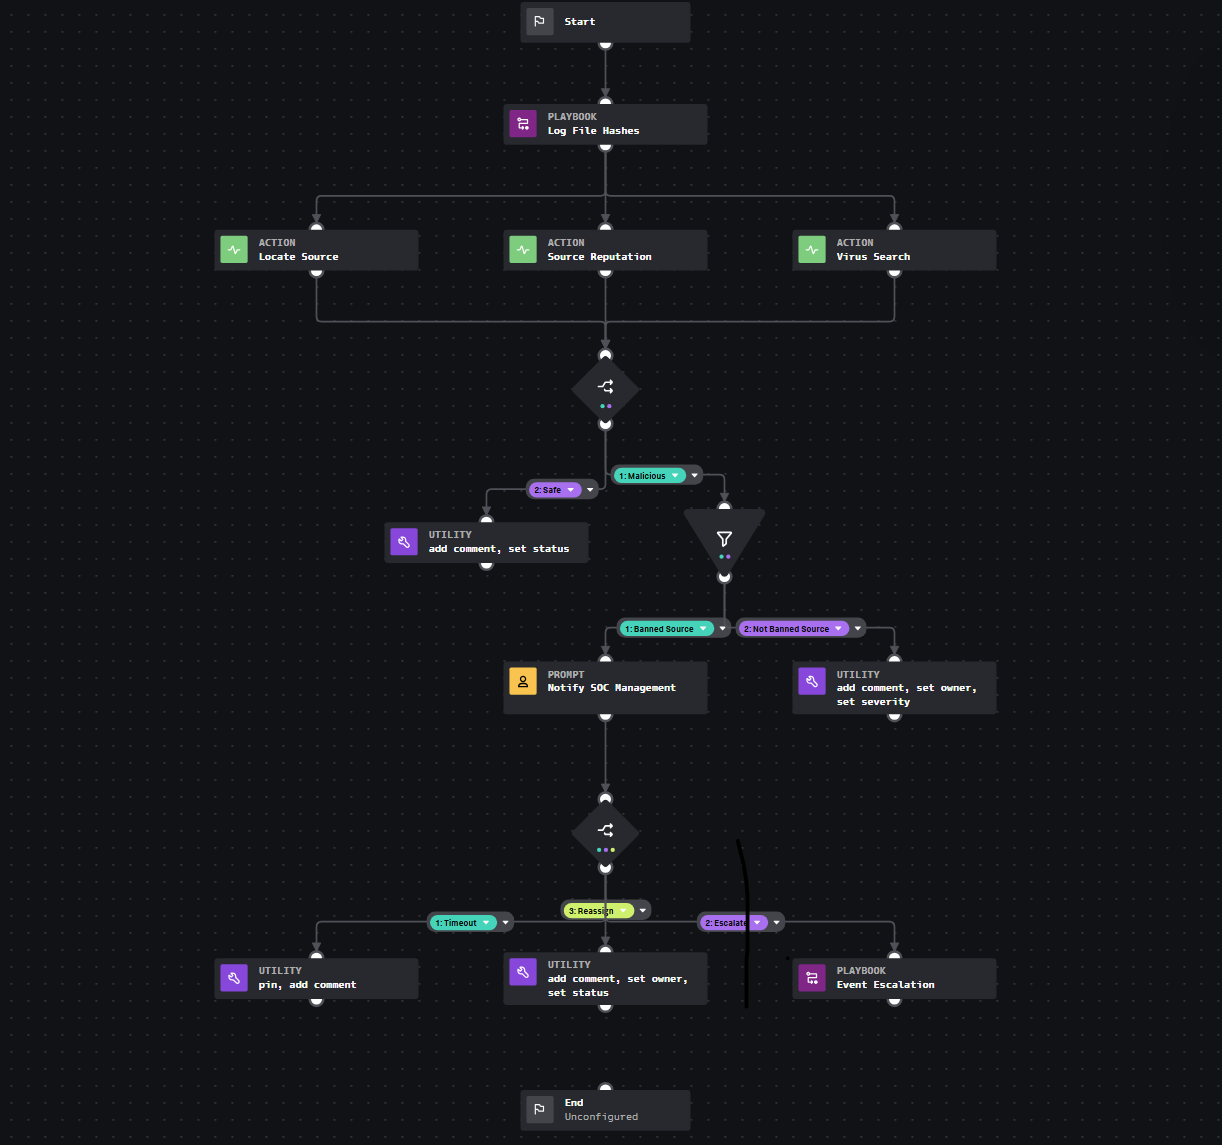 Start
PLAYBOOK
Log File Hashes
ACTION
Locate Source
ACTION
Source Reputation
ACTION
Virus Search
1: Malicious
2: Safe
UTILITY
add comment, set status
1: Banned Source
2: Not Banned Source
PROMPT
Notify SOC Management
UTILITY
add comment, set owner,
set severity
3: Reassign
1: Timeout
2: Escalate
UTILITY
pin, add comment
UTILITY
add comment, set owner,
set status
PLAYBOOK
Event Escalation
End
Unconfigured